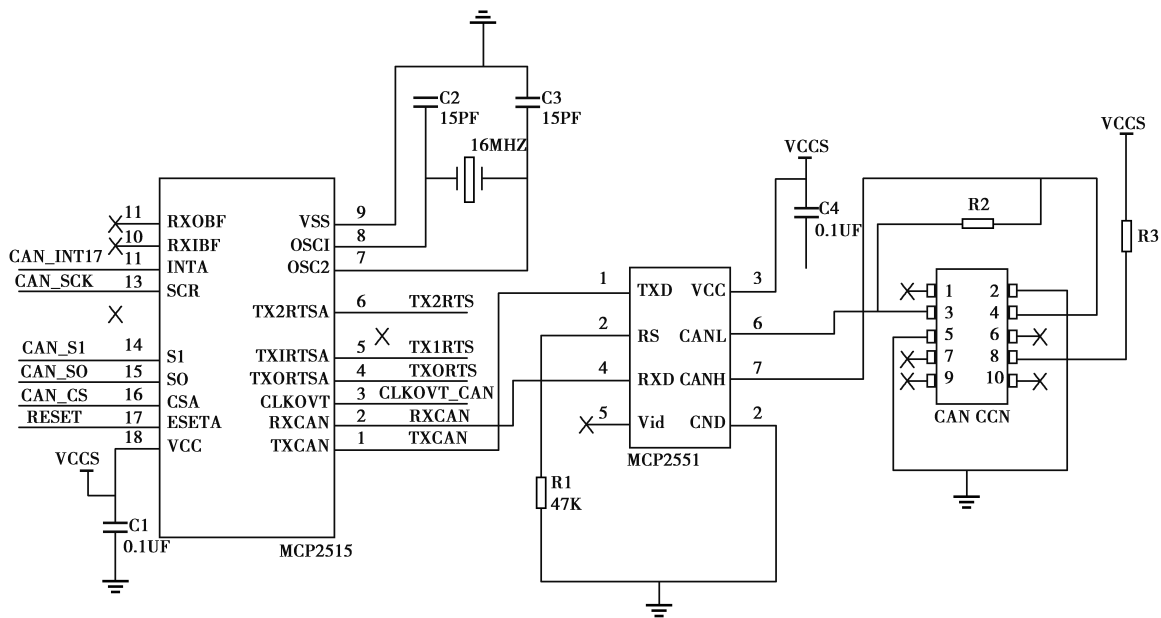 C2
15PF
C3
15PF
16MHZ
VCCS
VCCS
11
RXOBF
10
RXIBF
CAN_INT17
11
INTA
CAN_SCK
13
SCR
VSS
9
OSCI
8
OSC2
7
TX2RTSA
6
TX2RTS
CAN_S1
14
S1
CAN_SO
15
SO
CAN_CS
16
CSA
RESET
17
ESETA
18
VCC
TXIRTSA
5
TX1RTS
TXORTSA
4
TXORTS
CLKOVT
3
CLKOVT_CAN
RXCAN
2
RXCAN
TXCAN
1
TXCAN
VCCS
C1
0.1UF
MCP2515
C4
0.1UF
R2
R3
1
TXD
VCC
3
2
RS
CANL
6
4
RXD
CANH
7
5
Vid
CND
2
MCP2551
R1
47K
1
2
3
4
5
6
7
8
9
10
CAN CCN